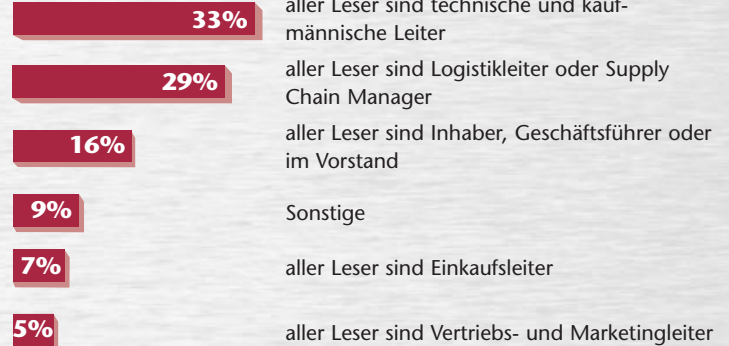 33%
aller Leser sind technische und kauf-
männische Leiter
29%
aller Leser sind Logistikleiter oder Supply
Chain Manager
16%
aller Leser sind Inhaber, Geschäftsführer oder
im Vorstand
9%
Sonstige
7%
aller Leser sind Einkaufsleiter
5%
aller Leser sind Vertriebs- und Marketingleiter